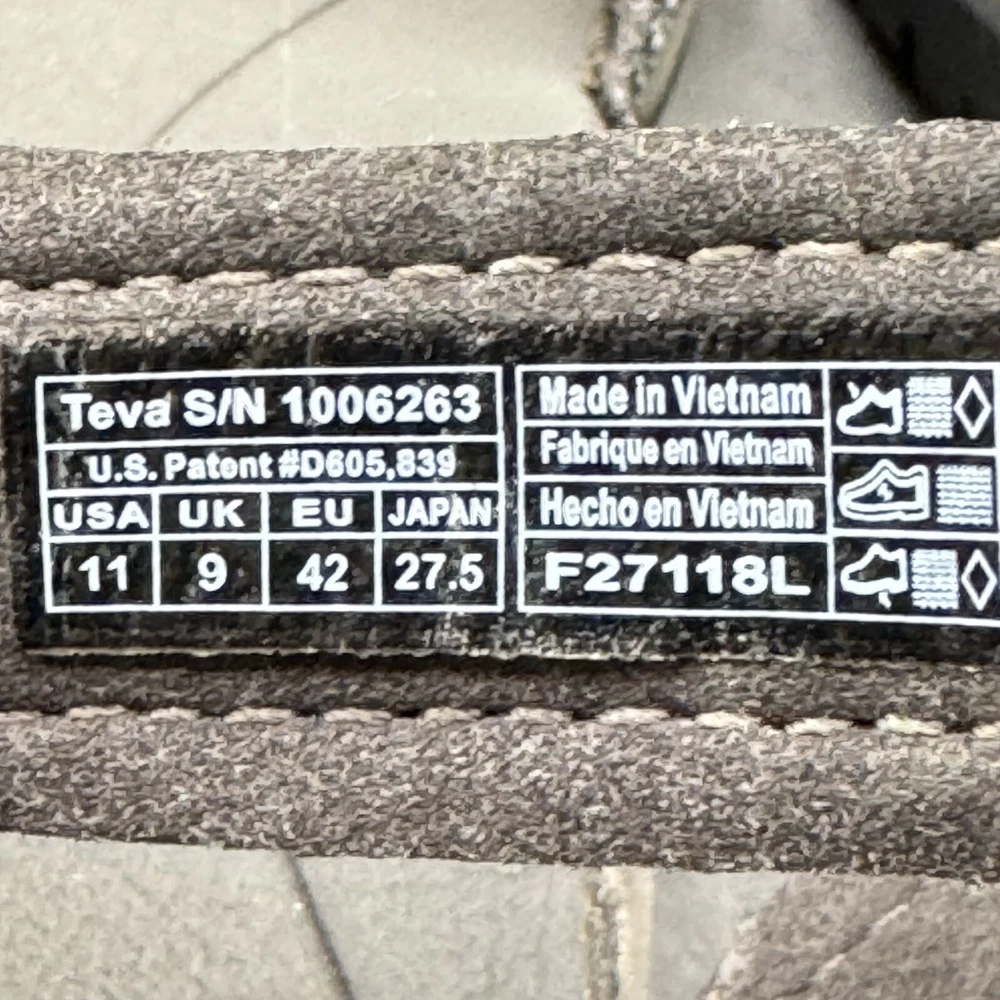 Teva S/N 1006263
U.S. Patent #D605,839
USA UK EU JAPAN
11 9 42 27.5
Made in Vietnam
Fabrique en Vietnam
Hecho en Vietnam
F27118L